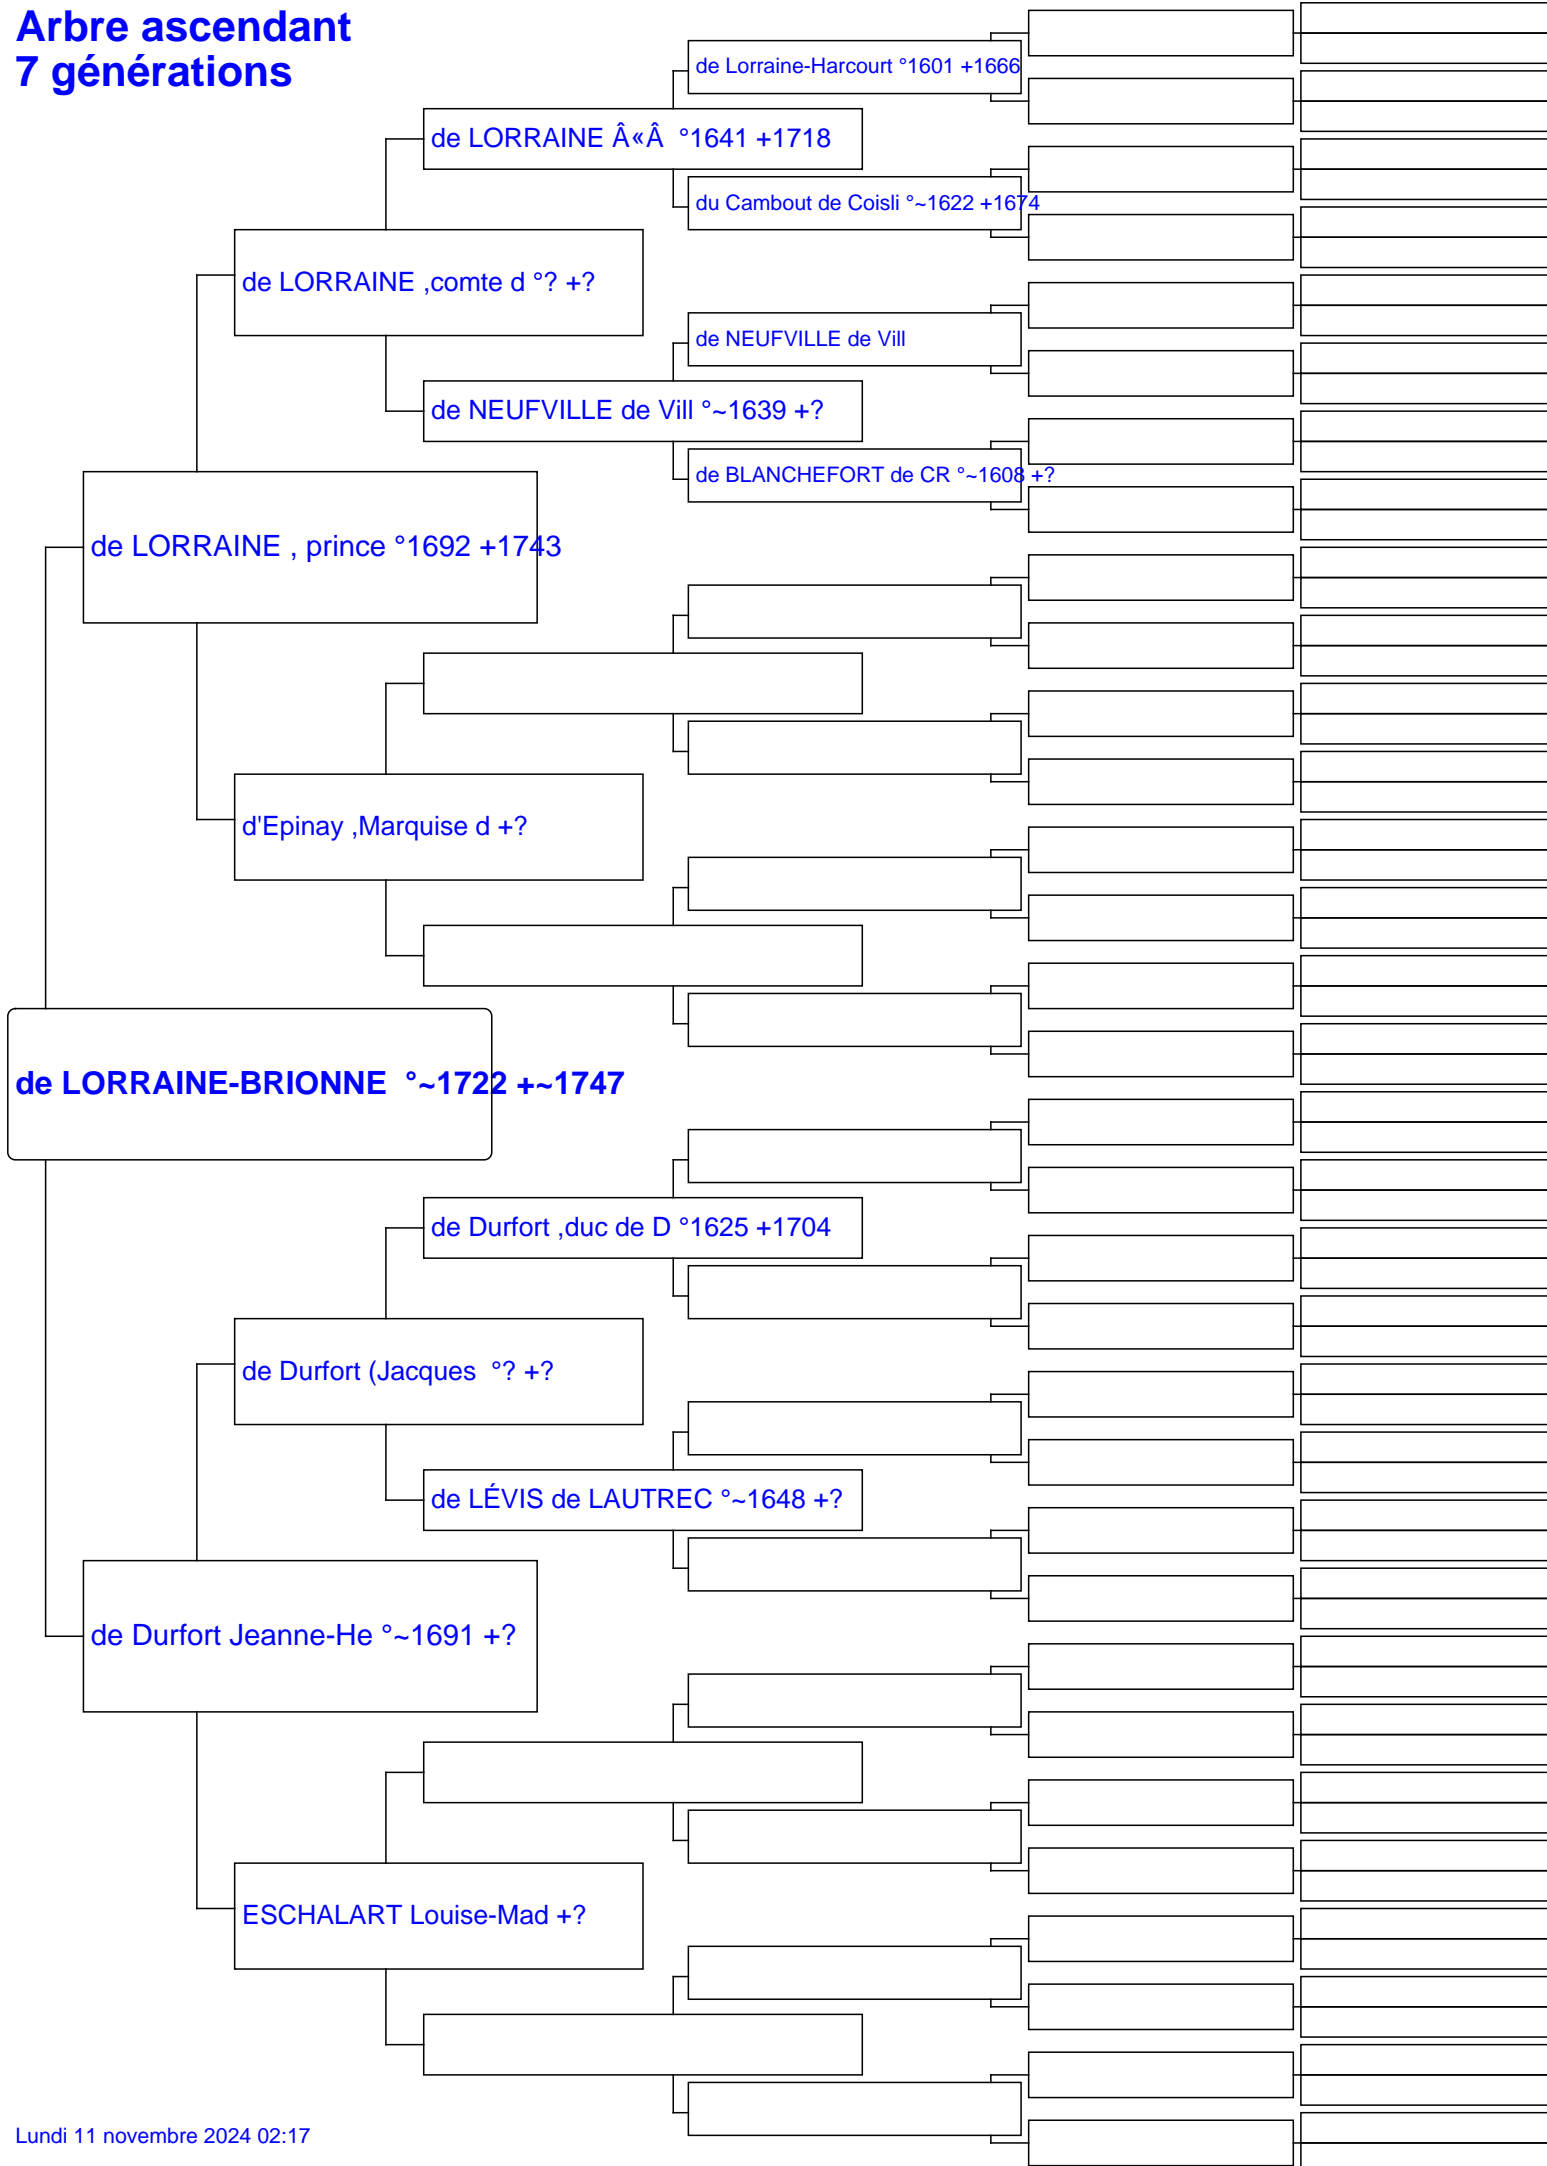 Arbre ascendant
7 générations
de Lorraine-Harcourt °1601 +1666
de LORRAINE Â«Â  °1641 +1718
du Cambout de Coisli °~1622 +1674
de LORRAINE ,comte d °? +?
de NEUFVILLE de Vill
de NEUFVILLE de Vill °~1639 +?
de BLANCHEFORT de CR °~1608 +?
de LORRAINE , prince °1692 +1743
d'Epinay ,Marquise d +?
de LORRAINE-BRIONNE  °~1722 +~1747
de Durfort ,duc de D °1625 +1704
de Durfort (Jacques  °? +?
de LÉVIS de LAUTREC °~1648 +?
de Durfort Jeanne-He °~1691 +?
ESCHALART Louise-Mad +?
Lundi 11 novembre 2024 02:17